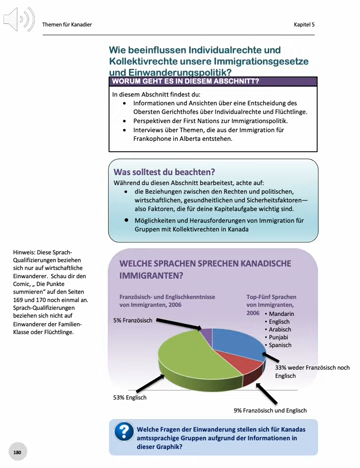 Themen für Kanadier
Kapitel 5
Wie beeinflussen Individualrechte und
Kollektivrechte unsere Immigrationsgesetze
und Einwanderungspolitik?
WORUM GEHT ES IN DIESEM ABSCHNITT?
In diesem Abschnitt findest du:
• Informationen und Ansichten über eine Entscheidung des
Obersten Gerichthofes über Individualrechte und Flüchtlinge.
• Perspektiven der First Nations zur Immigrationspolitik.
• Interviews über Themen, die aus der Immigration für
Frankophone in Alberta entstehen.
Was solltest du beachten?
Während du diesen Abschnitt bearbeitest, achte auf:
• die Beziehungen zwischen den Rechten und politischen,
wirtschaftlichen, gesundheitlichen und Sicherheitsfaktoren—
also Faktoren, die für deine Kapitelaufgabe wichtig sind.
• Möglichkeiten und Herausforderungen von Immigration für
Gruppen mit Kollektivrechten in Kanada
Hinweis: Diese Sprach-
Qualifizierungen beziehen
sich nur auf wirtschaftliche
Einwanderer. Schau dir den
Comic, „ Die Punkte
summieren" auf den Seiten
169 und 170 noch einmal an.
Sprach-Qualifizierungen
beziehen sich nicht auf
Einwanderer der Familien-
Klasse oder Flüchtlinge.
WELCHE SPRACHEN SPRECHEN KANADISCHE
IMMIGRANTEN?
Französisch- und Englischkenntnisse
von Immigranten, 2006
Top-Fünf Sprachen
von Immigranten,
2006
• Mandarin
• Englisch
• Arabisch
• Punjabi
• Spanisch
5% Französisch
33% weder Französisch noch
Englisch
53% Englisch
9% Französisch und Englisch
?
Welche Fragen der Einwanderung stellen sich für Kanadas
amtssprachige Gruppen aufgrund der Informationen in
dieser Graphik?
180